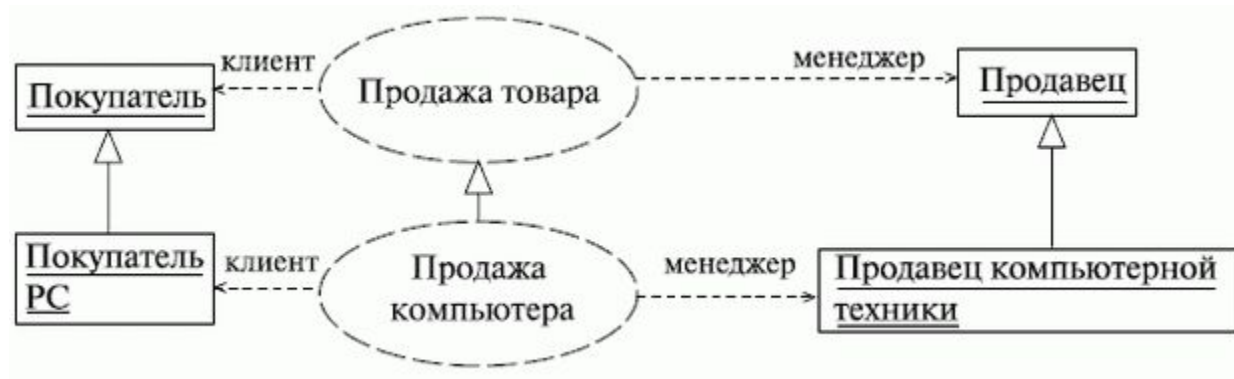 Покупатель
клиент
Продажа товара
менеджер
Продавец
Покупатель
PC
клиент
Продажа
компьютера
менеджер
Продавец компьютерной
техники